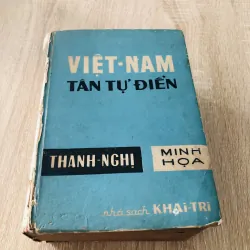 VIỆT-NAM
TÂN TỰ ĐIỂN
THANH-NGHỊ
MINH
HỌA
nhà sách KHAI-TRÍ